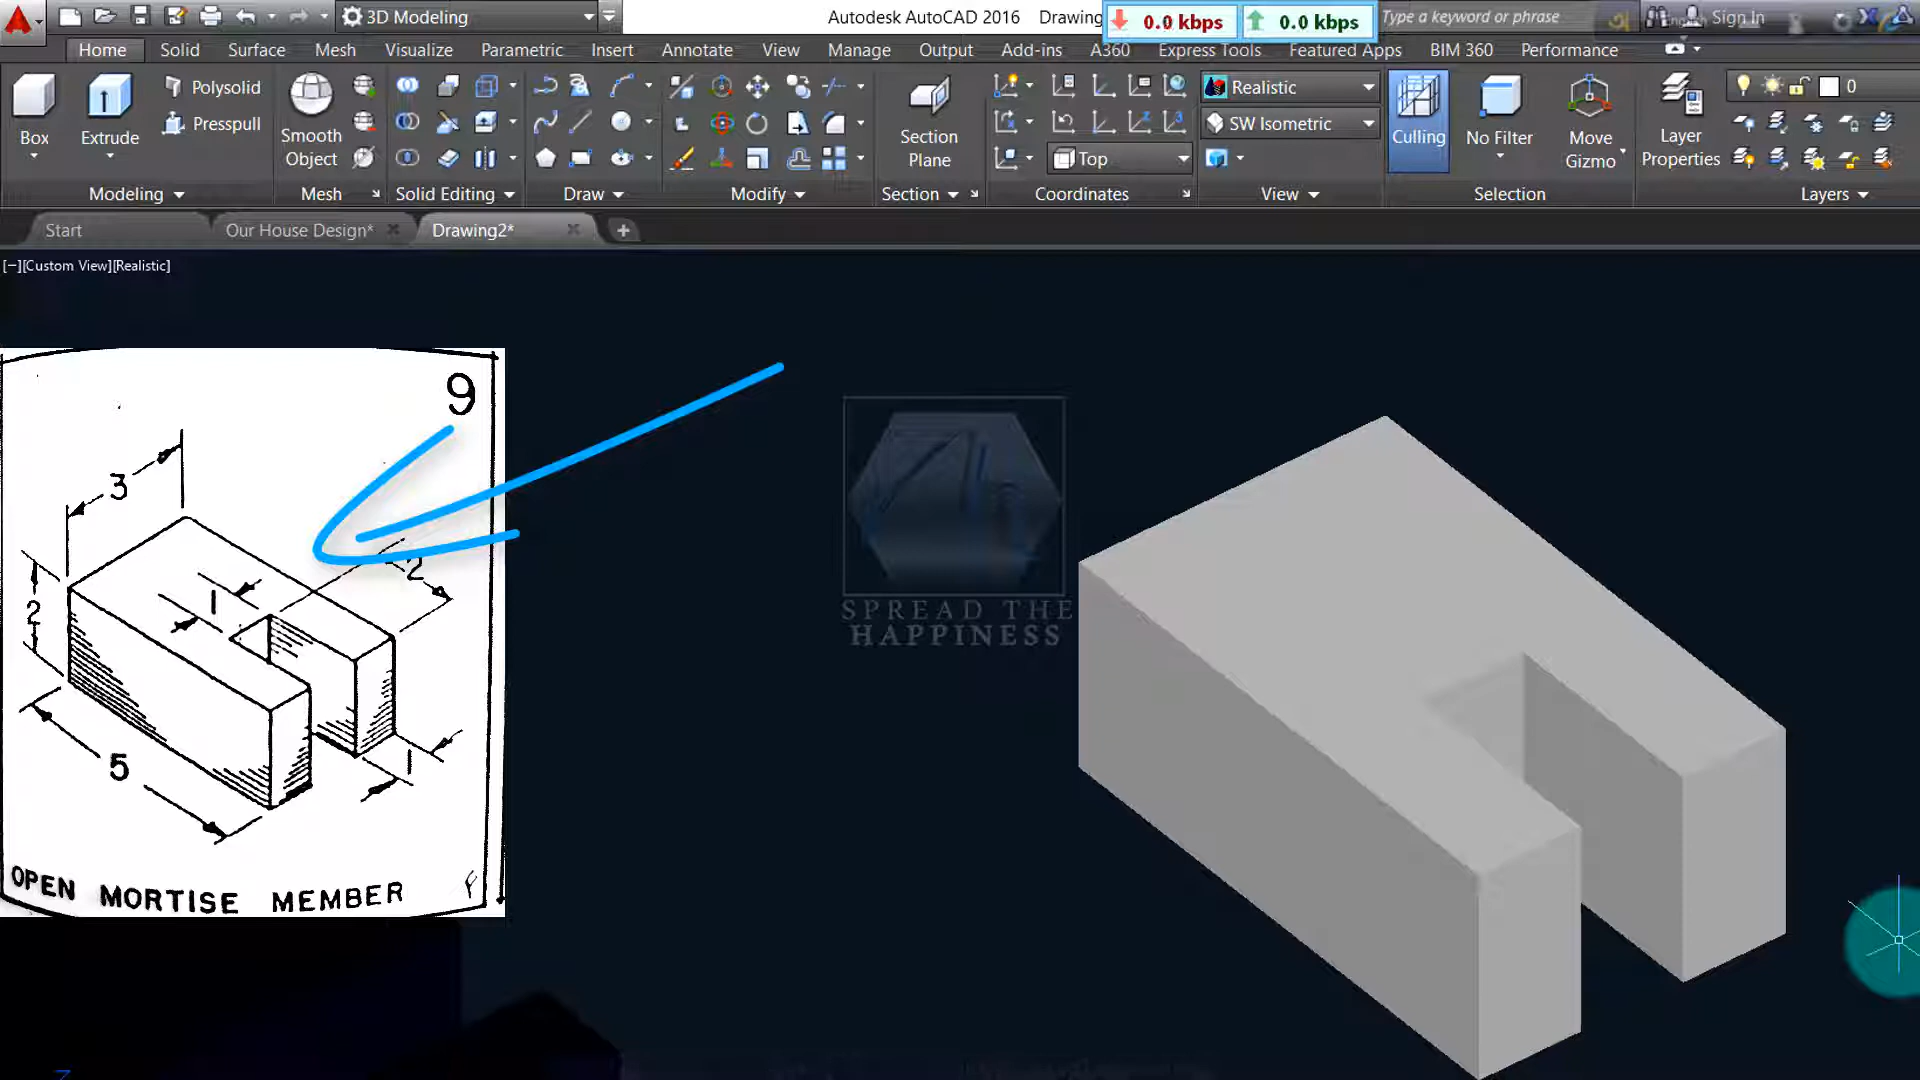 3D Modeling
Autodesk AutoCAD 2016 Drawing
0.0 kbps
0.0 kbps
Type a keyword or phrase
Sign In
Home Solid Surface Mesh Visualize Parametric Insert Annotate View Manage Output Add-ins A360 Express Tools Featured Apps BIM 360 Performance
Box
Extrude
Polysolid
Presspull
Smooth
Object
Section
Plane
Top
Realistic
SW Isometric
Culling
No Filter
Move
Gizmo
Layer
Properties
0
Modeling Mesh Solid Editing Draw Modify Section Coordinates View Selection Layers
Start
Our House Design*
Drawing2*
[−][Custom View][Realistic]
9
3
2
1
2
5
1
OPEN MORTISE MEMBER
SPREAD THE
HAPPINESS